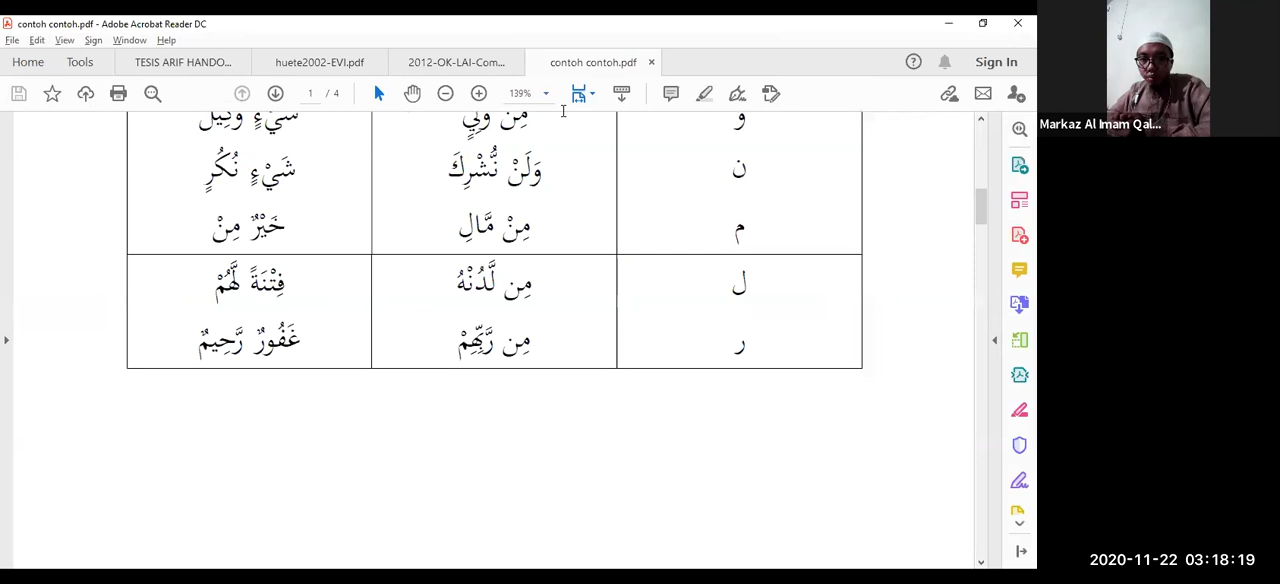 contoh contoh.pdf - Adobe Acrobat Reader DC
File Edit View Sign Window Help
Home Tools TESIS ARIF HANDO... huete2002-EVI.pdf 2012-OK-LAI-Com... contoh contoh.pdf × Sign In
1 / 4 139%
و مِن وَلِيٍّ شَيْءٍ وَكِيلٌ
ن وَلَنْ نُّشْرِكَ شَيْءٍ نُكُرٍ
م مِنْ مَّالِ خَيْرٌ مِنْ
ل مِن لَّدُنْهُ فِتْنَةً لَّهُمْ
ر مِن رَّبِّهِمْ غَفُورٌ رَّحِيمٌ
Markaz Al Imam Qal...
2020-11-22 03:18:19